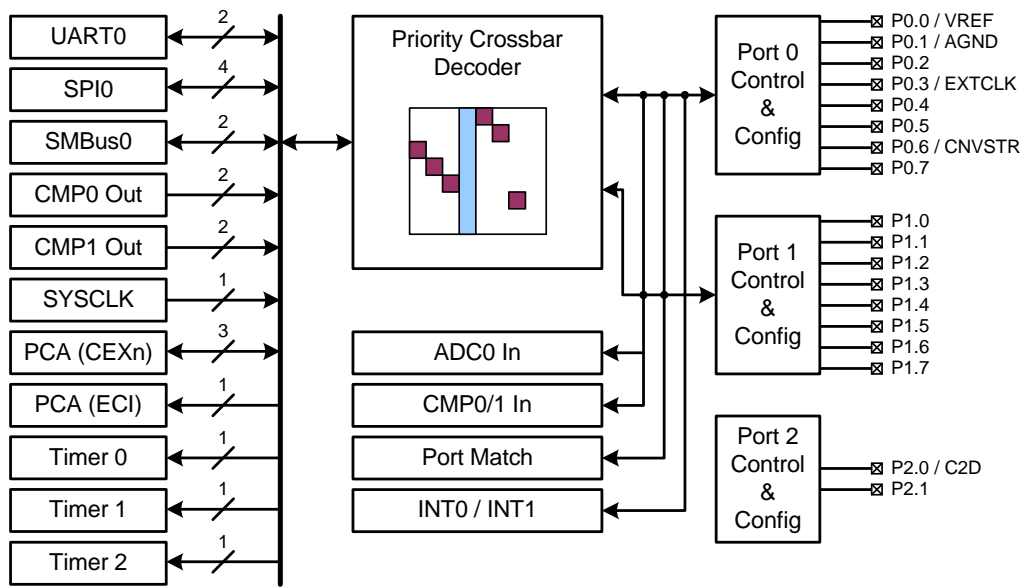 UART0
2
SPI0
4
SMBus0
2
CMP0 Out
2
CMP1 Out
2
SYSCLK
1
PCA (CEXn)
3
PCA (ECI)
1
Timer 0
1
Timer 1
1
Timer 2
1
Priority Crossbar
Decoder
ADC0 In
CMP0/1 In
Port Match
INT0 / INT1
Port 0
Control
&
Config
P0.0 / VREF
P0.1 / AGND
P0.2
P0.3 / EXTCLK
P0.4
P0.5
P0.6 / CNVSTR
P0.7
Port 1
Control
&
Config
P1.0
P1.1
P1.2
P1.3
P1.4
P1.5
P1.6
P1.7
Port 2
Control
&
Config
P2.0 / C2D
P2.1